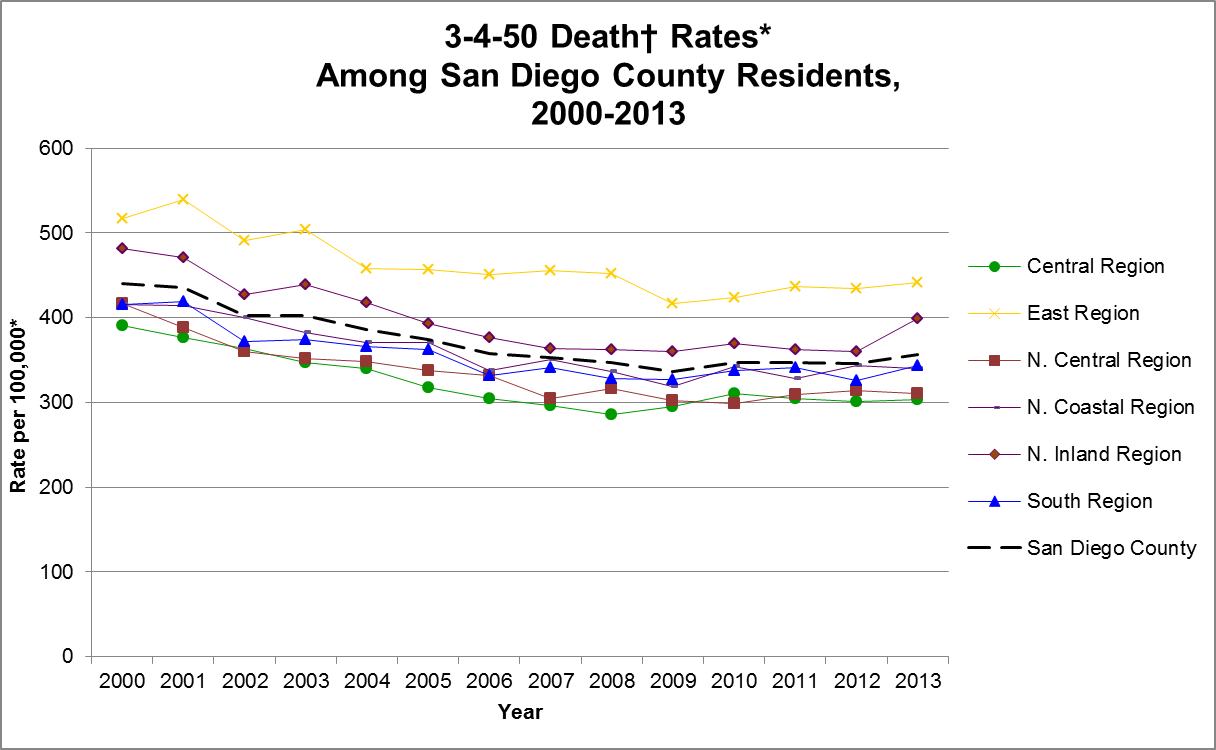 3-4-50 Death† Rates*
Among San Diego County Residents,
2000-2013
600
500
400
300
200
100
0
Rate per 100,000*
2000 2001 2002 2003 2004 2005 2006 2007 2008 2009 2010 2011 2012 2013
Year
Central Region
East Region
N. Central Region
N. Coastal Region
N. Inland Region
South Region
San Diego County